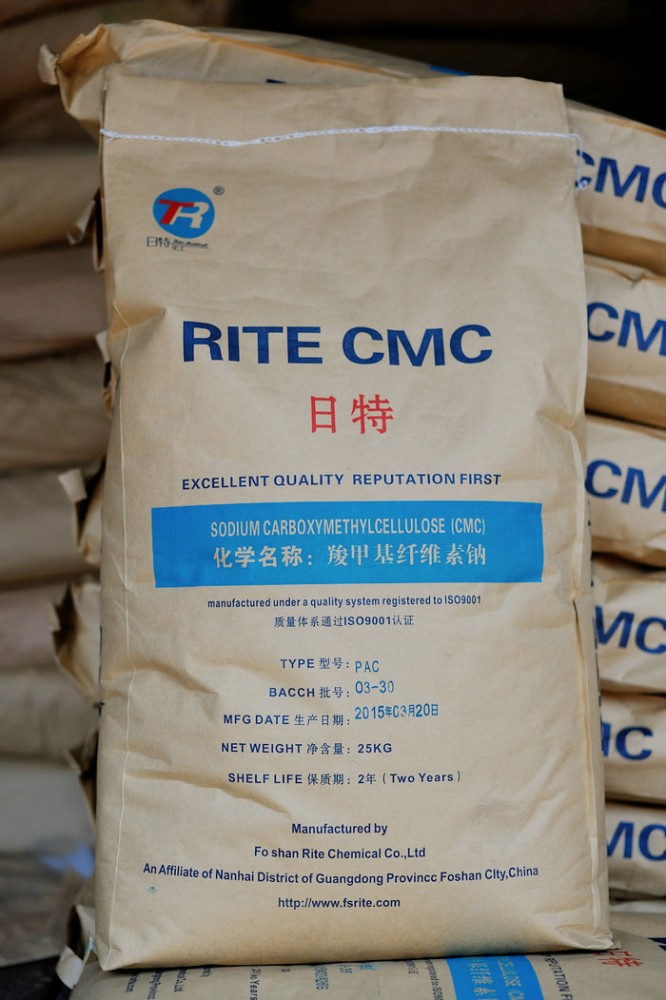 TR ®
日特
RITE CMC
日特
EXCELLENT QUALITY REPUTATION FIRST
SODIUM CARBOXYMETHYLCELLULOSE (CMC)
化学名称：羧甲基纤维素钠
manufactured under a quality system registered to ISO9001
质量体系通过ISO9001认证
TYPE 型号: PAC
BACCH 批号: 03-30
MFG DATE 生产日期: 2015年03月20日
NET WEIGHT 净含量: 25KG
SHELF LIFE 保质期: 2年 (Two Years)
Manufactured by
Fo shan Rite Chemical Co.,Ltd
An Affiliate of Nanhai District of Guangdong Provincc Foshan CIty,China
http://www.fsrite.com
CMC
CMC
CM
MC
IC
CMC